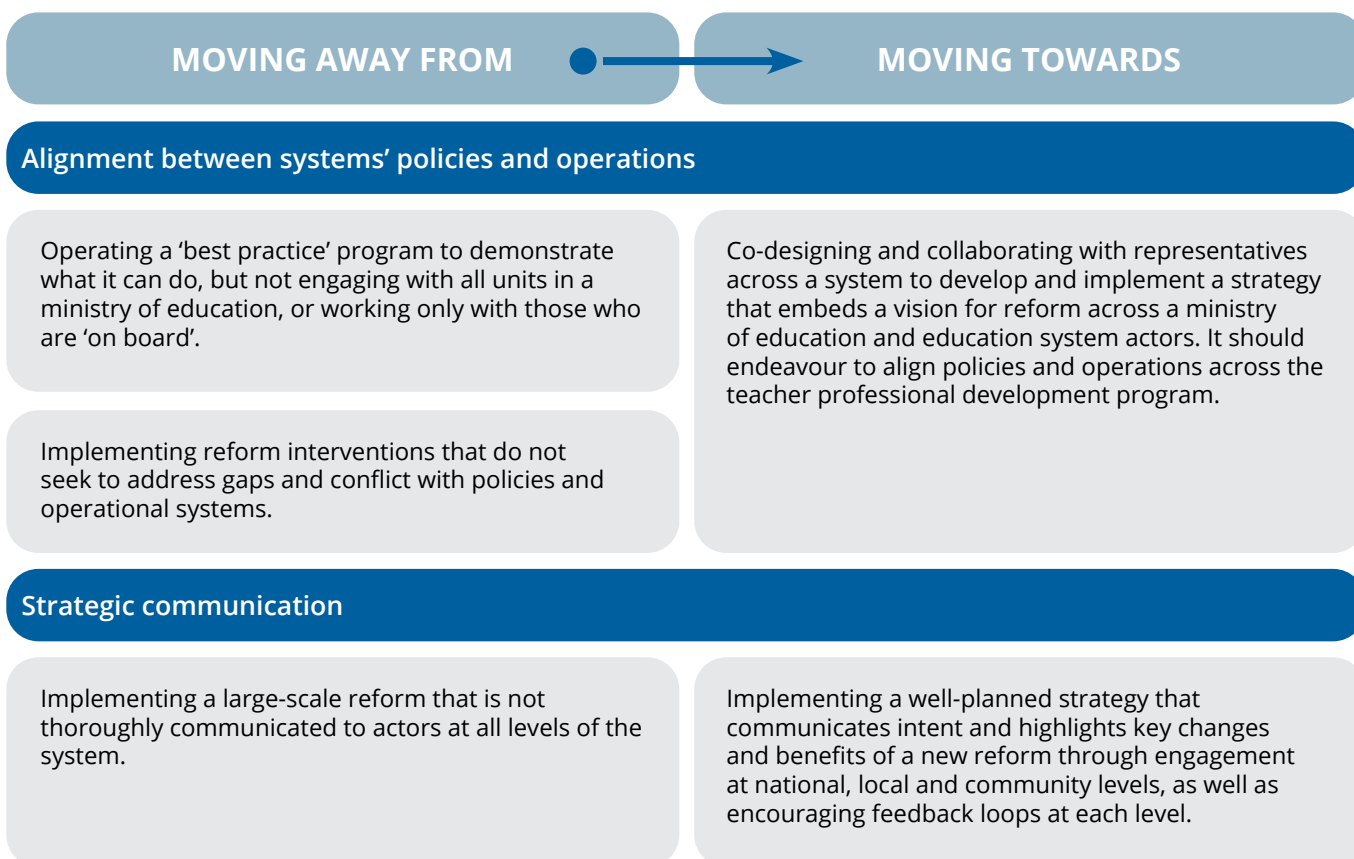 MOVING AWAY FROM
MOVING TOWARDS
Alignment between systems’ policies and operations
Operating a ‘best practice’ program to demonstrate
what it can do, but not engaging with all units in a
ministry of education, or working only with those who
are ‘on board’.
Implementing reform interventions that do not
seek to address gaps and conflict with policies and
operational systems.
Co-designing and collaborating with representatives
across a system to develop and implement a strategy
that embeds a vision for reform across a ministry
of education and education system actors. It should
endeavour to align policies and operations across the
teacher professional development program.
Strategic communication
Implementing a large-scale reform that is not
thoroughly communicated to actors at all levels of the
system.
Implementing a well-planned strategy that
communicates intent and highlights key changes
and benefits of a new reform through engagement
at national, local and community levels, as well as
encouraging feedback loops at each level.